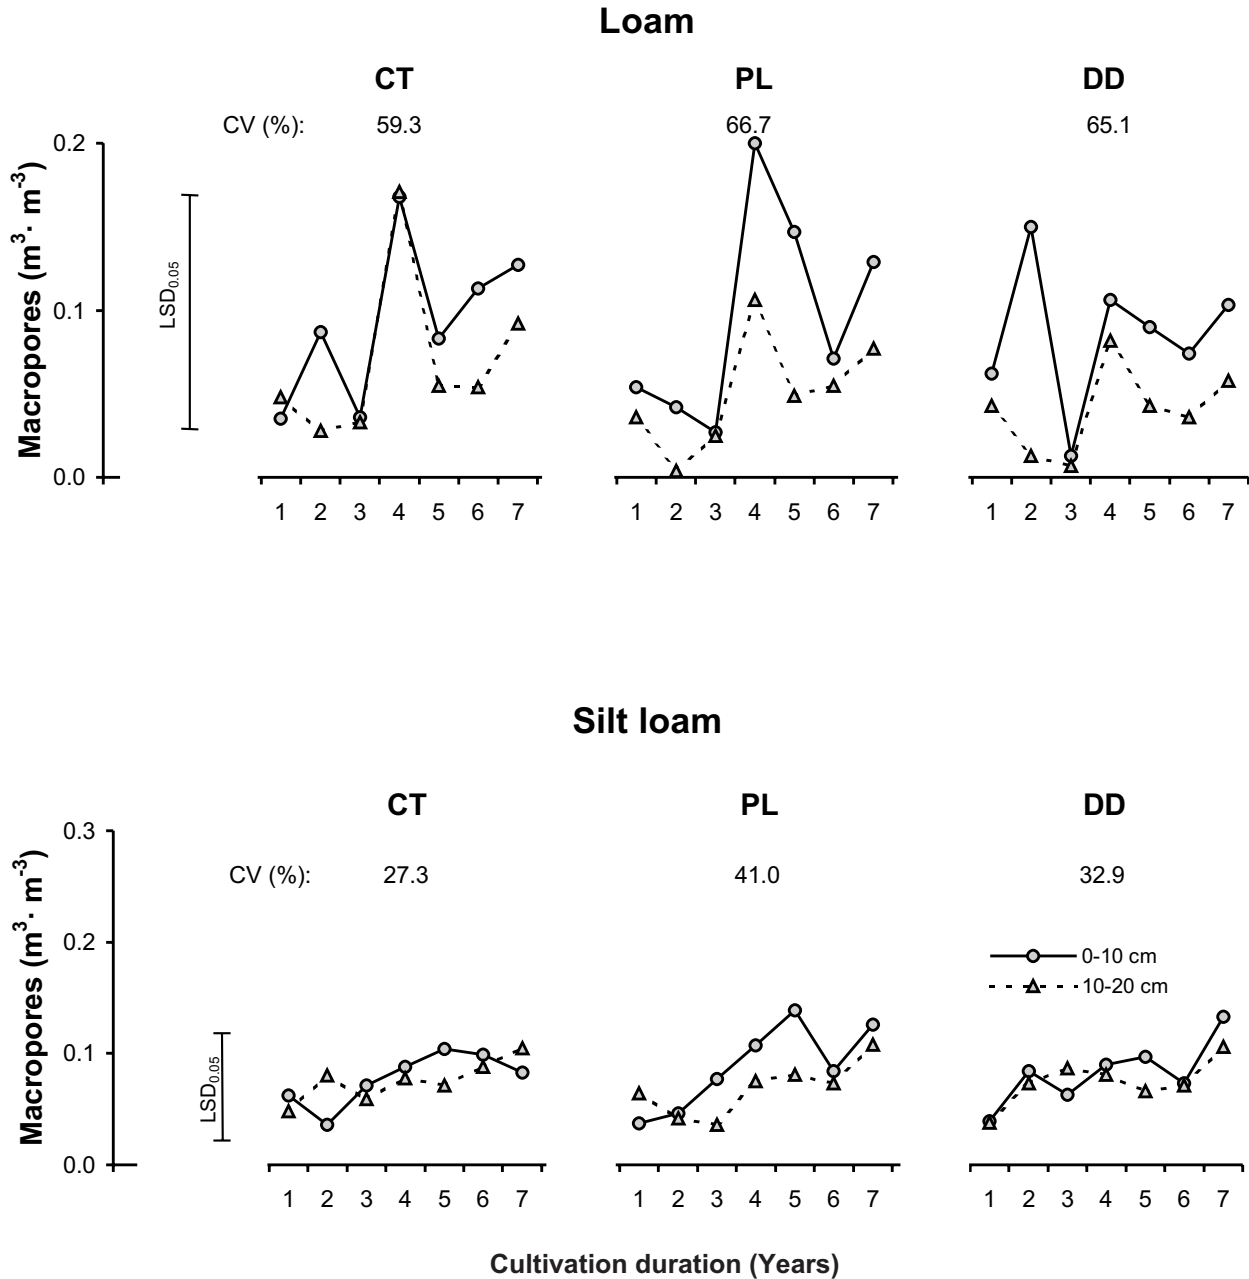 Loam
CT PL DD
CV (%): 59.3 66.7 65.1
0.2
0.1
0.0
Macropores (m³· m⁻³)
LSD₀.₀₅
1 2 3 4 5 6 7 1 2 3 4 5 6 7 1 2 3 4 5 6 7
Silt loam
CT PL DD
0.3
CV (%): 27.3 41.0 32.9
0.2
0-10 cm
10-20 cm
0.1
0.0
Macropores (m³· m⁻³)
LSD₀.₀₅
1 2 3 4 5 6 7 1 2 3 4 5 6 7 1 2 3 4 5 6 7
Cultivation duration (Years)